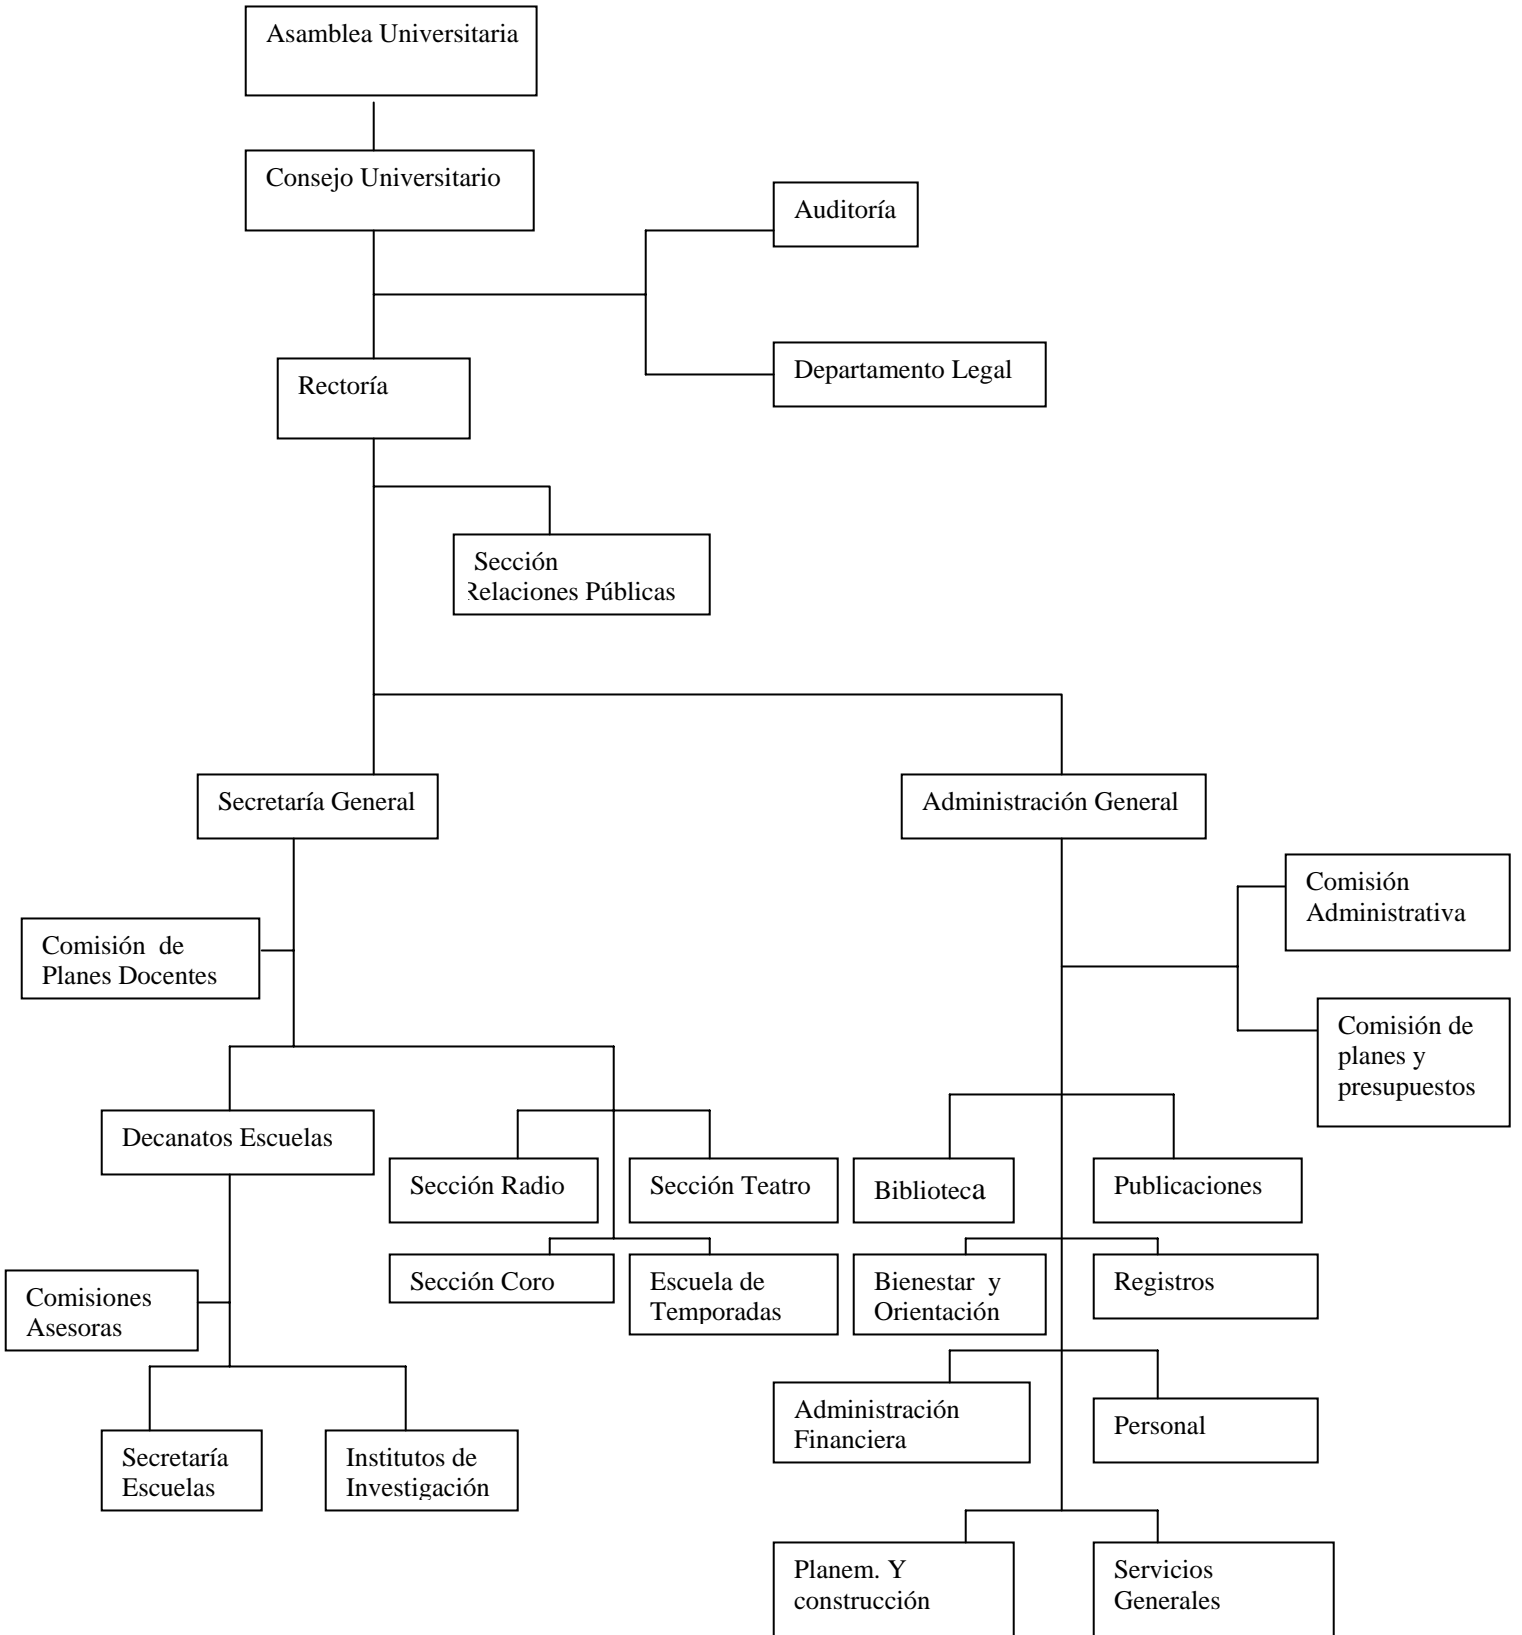 Asamblea Universitaria
Consejo Universitario
Auditoría
Departamento Legal
Rectoría
Sección
Relaciones Públicas
Secretaría General
Administración General
Comisión
Administrativa
Comisión de
Planes Docentes
Comisión de
planes y
presupuestos
Decanatos Escuelas
Sección Radio
Sección Teatro
Biblioteca
Publicaciones
Sección Coro
Escuela de
Temporadas
Bienestar y
Orientación
Registros
Comisiones
Asesoras
Administración
Financiera
Personal
Secretaría
Escuelas
Institutos de
Investigación
Planem. Y
construcción
Servicios
Generales